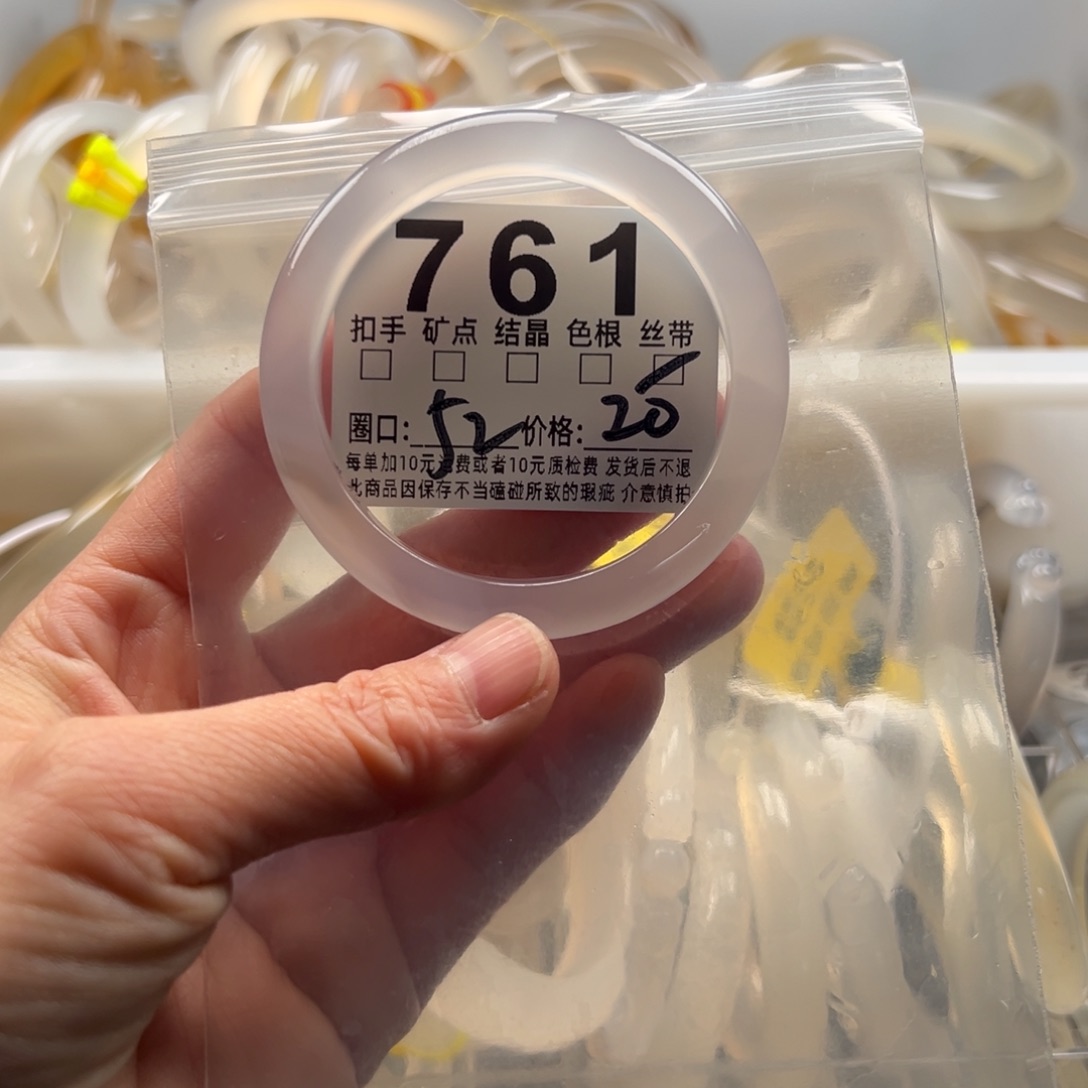 761
扣手 矿点 结晶 色根 丝带
圈口: 52 价格: 20
每单加10元运费或者10元质检费 发货后不退
此商品因保存不当磕碰所致的瑕疵 介意慎拍